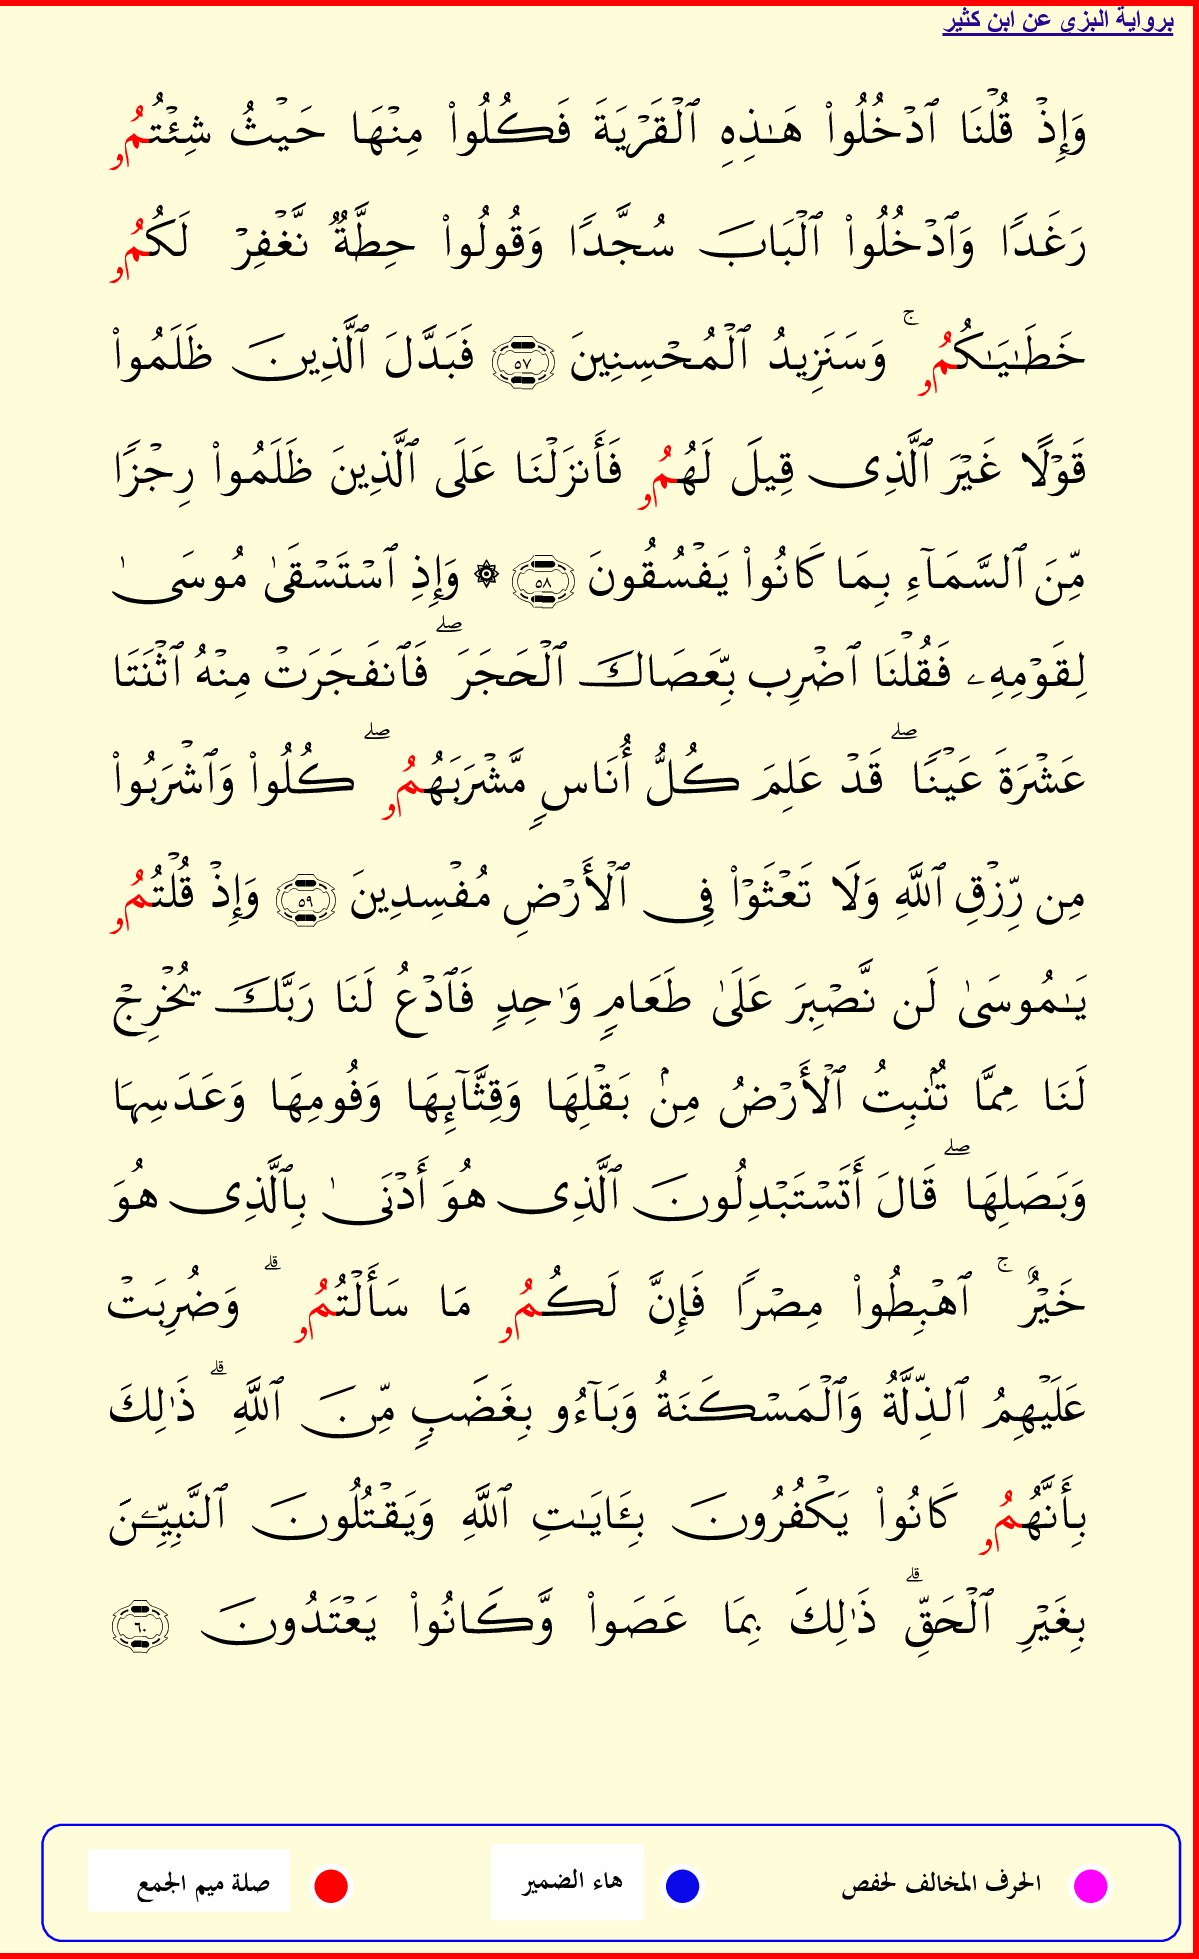 برواية البزي عن ابن كثير
وَإِذْ قُلْنَا ٱدْخُلُوا۟ هَـٰذِهِ ٱلْقَرْيَةَ فَكُلُوا۟ مِنْهَا حَيْثُ شِئْتُمُۥ
رَغَدًا وَٱدْخُلُوا۟ ٱلْبَابَ سُجَّدًا وَقُولُوا۟ حِطَّةٌ نَّغْفِرْ لَكُمُۥ
خَطَـٰيَـٰكُمُۥ ۚ وَسَنَزِيدُ ٱلْمُحْسِنِينَ ٥٧ فَبَدَّلَ ٱلَّذِينَ ظَلَمُوا۟
قَوْلًا غَيْرَ ٱلَّذِى قِيلَ لَهُمُۥ فَأَنزَلْنَا عَلَى ٱلَّذِينَ ظَلَمُوا۟ رِجْزًا
مِّنَ ٱلسَّمَآءِ بِمَا كَانُوا۟ يَفْسُقُونَ ٥٨ ۞ وَإِذِ ٱسْتَسْقَىٰ مُوسَىٰ
لِقَوْمِهِۦ فَقُلْنَا ٱضْرِب بِّعَصَاكَ ٱلْحَجَرَ ۖ فَٱنفَجَرَتْ مِنْهُ ٱثْنَتَا
عَشْرَةَ عَيْنًا ۖ قَدْ عَلِمَ كُلُّ أُنَاسٍ مَّشْرَبَهُمُۥ ۖ كُلُوا۟ وَٱشْرَبُوا۟
مِن رِّزْقِ ٱللَّهِ وَلَا تَعْثَوْا۟ فِى ٱلْأَرْضِ مُفْسِدِينَ ٥٩ وَإِذْ قُلْتُمُۥ
يَـٰمُوسَىٰ لَن نَّصْبِرَ عَلَىٰ طَعَامٍ وَٰحِدٍ فَٱدْعُ لَنَا رَبَّكَ يُخْرِجْ
لَنَا مِمَّا تُنۢبِتُ ٱلْأَرْضُ مِنۢ بَقْلِهَا وَقِثَّآئِهَا وَفُومِهَا وَعَدَسِهَا
وَبَصَلِهَا ۖ قَالَ أَتَسْتَبْدِلُونَ ٱلَّذِى هُوَ أَدْنَىٰ بِٱلَّذِى هُوَ
خَيْرٌ ۚ ٱهْبِطُوا۟ مِصْرًا فَإِنَّ لَكُمُۥ مَا سَأَلْتُمُۥ ۗ وَضُرِبَتْ
عَلَيْهِمُ ٱلذِّلَّةُ وَٱلْمَسْكَنَةُ وَبَآءُو بِغَضَبٍ مِّنَ ٱللَّهِ ۗ ذَٰلِكَ
بِأَنَّهُمُۥ كَانُوا۟ يَكْفُرُونَ بِـَٔايَـٰتِ ٱللَّهِ وَيَقْتُلُونَ ٱلنَّبِيِّـۧنَ
بِغَيْرِ ٱلْحَقِّ ۗ ذَٰلِكَ بِمَا عَصَوا۟ وَّكَانُوا۟ يَعْتَدُونَ ٦٠
الحرف المخالف لحفص هاء الضمير صلة ميم الجمع